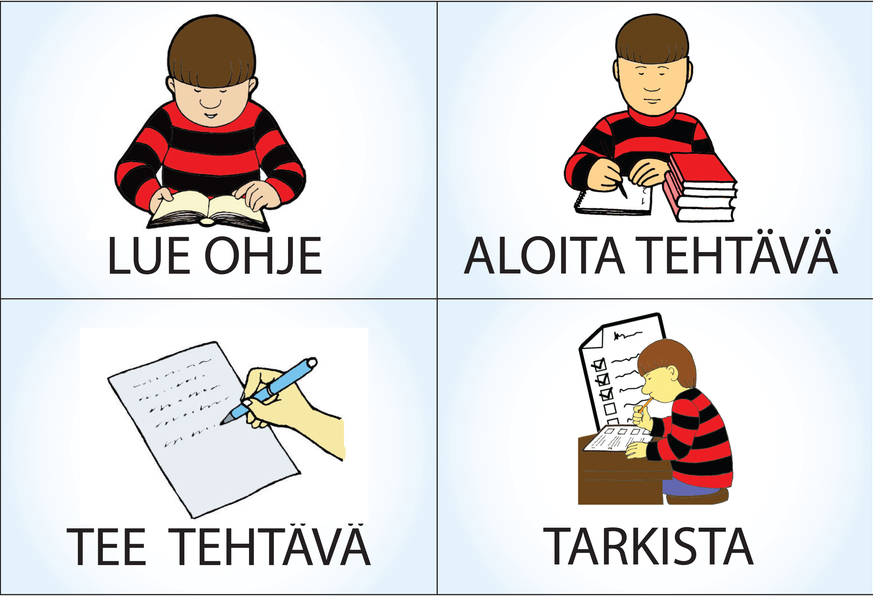 LUE OHJE
ALOITA TEHTÄVÄ
TEE TEHTÄVÄ
TARKISTA